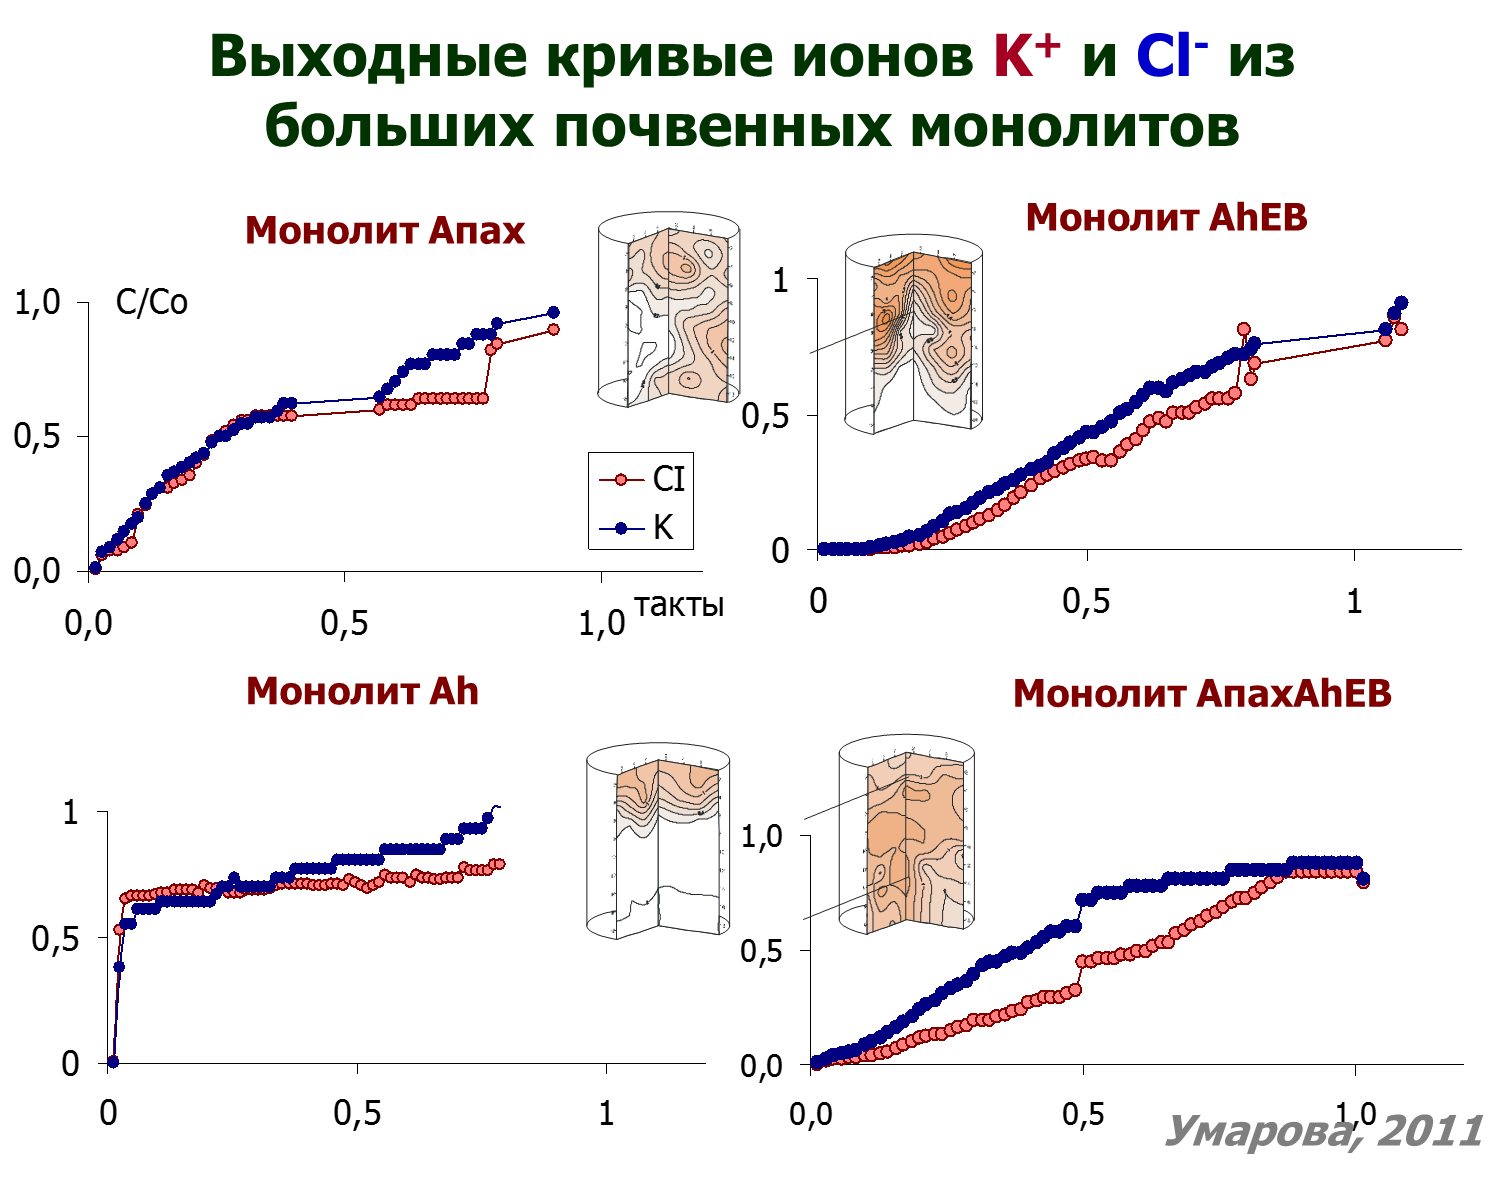 Выходные кривые ионов K+ и Cl- из
больших почвенных монолитов
Монолит Апах
Монолит AhEB
C/Co
1,0
0,5
0,0
0,0
0,5
1,0
такты
Cl
K
1
0,5
0
0
0,5
1
Монолит Ah
Монолит АпахAhEB
1
0,5
0
0
0,5
1
1,0
0,5
0,0
0,0
0,5
1,0
Умарова, 2011